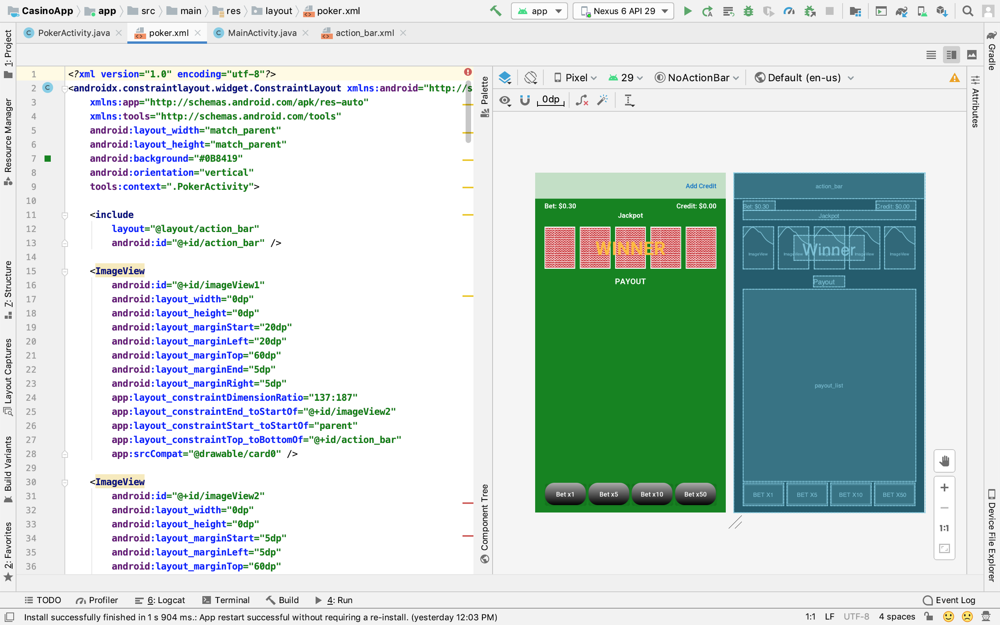 CasinoApp app src main res layout poker.xml app Nexus 6 API 29
PokerActivity.java poker.xml MainActivity.java action_bar.xml
1: Project
Resource Manager
7: Structure
Layout Captures
Build Variants
2: Favorites
1 <?xml version="1.0" encoding="utf-8"?>
2 <androidx.constraintlayout.widget.ConstraintLayout xmlns:android="http://s
3 xmlns:app="http://schemas.android.com/apk/res-auto"
4 xmlns:tools="http://schemas.android.com/tools"
5 android:layout_width="match_parent"
6 android:layout_height="match_parent"
7 android:background="#0B8419"
8 android:orientation="vertical"
9 tools:context=".PokerActivity">
10
11 <include
12 layout="@layout/action_bar"
13 android:id="@+id/action_bar" />
14
15 <ImageView
16 android:id="@+id/imageView1"
17 android:layout_width="0dp"
18 android:layout_height="0dp"
19 android:layout_marginStart="20dp"
20 android:layout_marginLeft="20dp"
21 android:layout_marginTop="60dp"
22 android:layout_marginEnd="5dp"
23 android:layout_marginRight="5dp"
24 app:layout_constraintDimensionRatio="137:187"
25 app:layout_constraintEnd_toStartOf="@+id/imageView2"
26 app:layout_constraintStart_toStartOf="parent"
27 app:layout_constraintTop_toBottomOf="@+id/action_bar"
28 app:srcCompat="@drawable/card0" />
29
30 <ImageView
31 android:id="@+id/imageView2"
32 android:layout_width="0dp"
33 android:layout_height="0dp"
34 android:layout_marginStart="5dp"
35 android:layout_marginLeft="5dp"
36 android:layout_marginTop="60dp"
Palette
Component Tree
Pixel 29 NoActionBar Default (en-us)
0dp
Add Credit
Bet: $0.30 Credit: $0.00
Jackpot
WINNER
PAYOUT
Bet x1 Bet x5 Bet x10 Bet x50
action_bar
Bet: $0.30 Credit: $0.00
Jackpot
Winner
ImageView ImageView ImageView ImageView ImageView
Payout
payout_list
BET X1 BET X5 BET X10 BET X50
1:1
Gradle
Attributes
Device File Explorer
TODO Profiler 6: Logcat Terminal Build 4: Run Event Log
Install successfully finished in 1 s 904 ms.: App restart successful without requiring a re-install. (yesterday 12:03 PM) 1:1 LF UTF-8 4 spaces